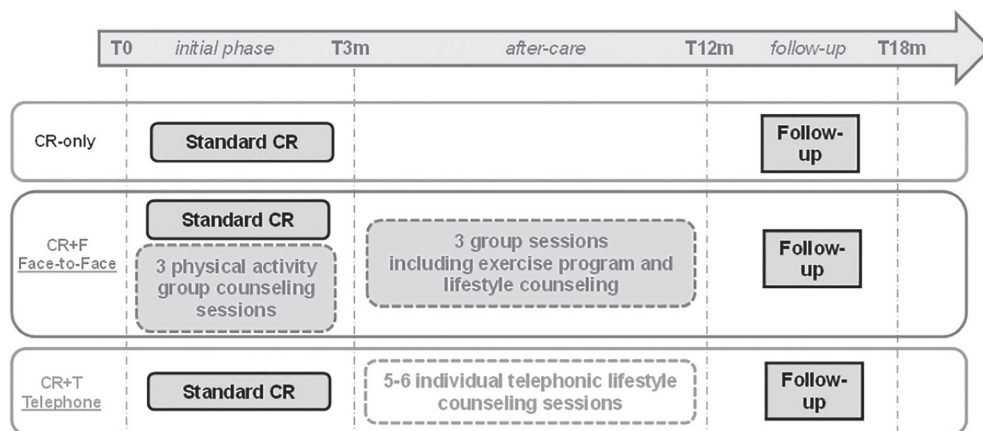 T0 initial phase T3m after-care T12m follow-up T18m
CR-only
Standard CR
Follow-
up
CR+F
Face-to-Face
Standard CR
3 physical activity
group counseling
sessions
3 group sessions
including exercise program and
lifestyle counseling
Follow-
up
CR+T
Telephone
Standard CR
5-6 individual telephonic lifestyle
counseling sessions
Follow-
up